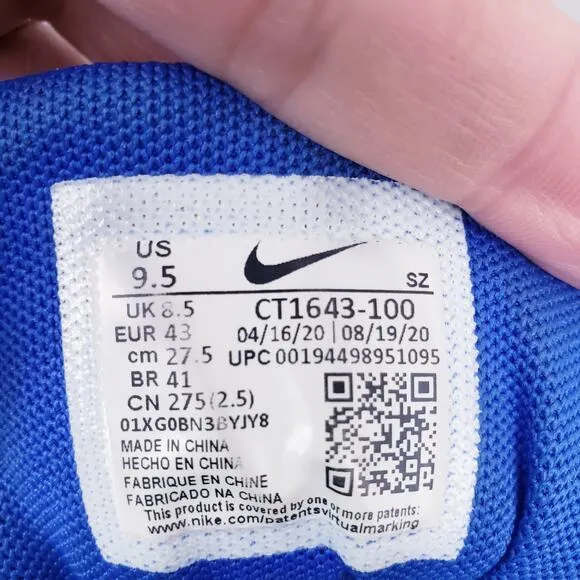 US
9.5
SZ
UK 8.5
CT1643-100
EUR 43
04/16/20 | 08/19/20
cm 27.5
UPC 00194498951095
BR 41
CN 275(2.5)
01XG0BN3BYJY8
MADE IN CHINA
HECHO EN CHINA
FABRIQUE EN CHINE
FABRICADO NA CHINA
This product is covered by one or more patents:
www.nike.com/patentsvirtualmarking